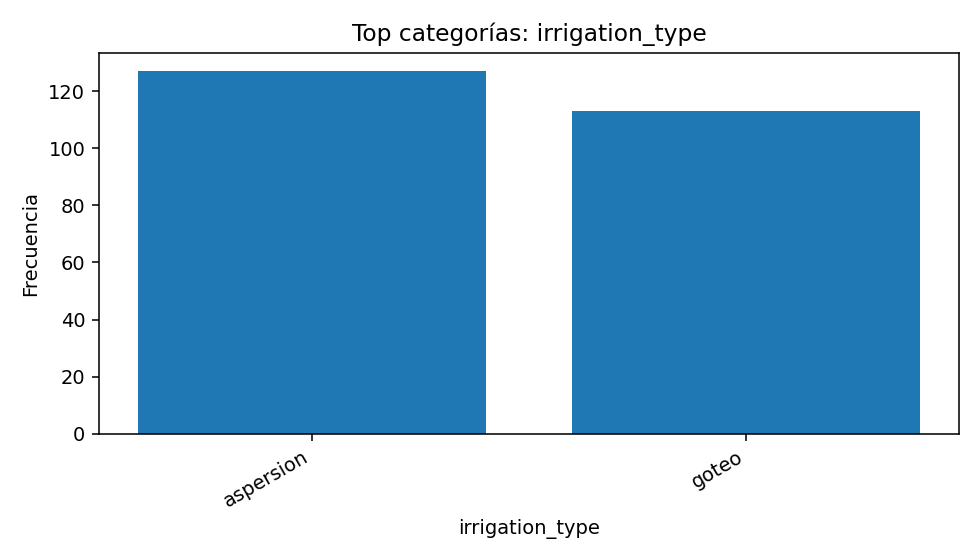 Top categorías: irrigation_type
Frecuencia
120
100
80
60
40
20
0
aspersion
goteo
irrigation_type